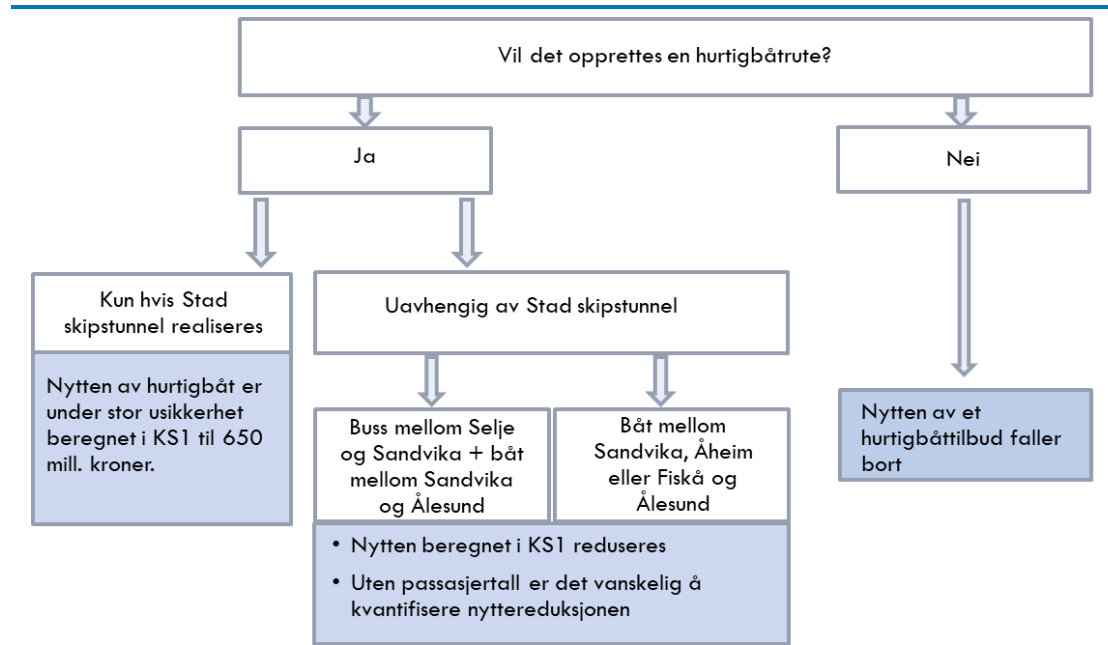 Vil det opprettes en hurtigbåtrute?
Ja
Nei
Kun hvis Stad
skipstunnel realiseres
Nytten av hurtigbåt er
under stor usikkerhet
beregnet i KS1 til 650
mill. kroner.
Uavhengig av Stad skipstunnel
Buss mellom Selje
og Sandvika + båt
mellom Sandvika
og Ålesund
Båt mellom
Sandvika, Åheim
eller Fiskå og
Ålesund
• Nytten beregnet i KS1 reduseres
• Uten passasjertall er det vanskelig å
kvantifisere nyttereduksjonen
Nytten av et
hurtigbåttilbud faller
bort